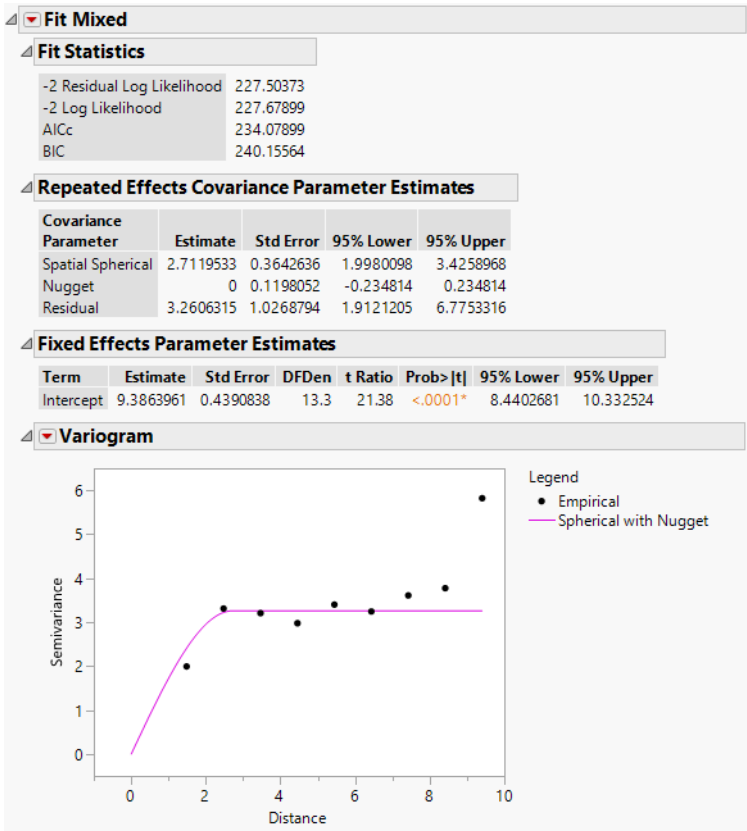 Fit Mixed
Fit Statistics
-2 Residual Log Likelihood 227.50373
-2 Log Likelihood 227.67899
AICc 234.07899
BIC 240.15564
Repeated Effects Covariance Parameter Estimates
Covariance
Parameter Estimate Std Error 95% Lower 95% Upper
Spatial Spherical 2.7119533 0.3642636 1.9980098 3.4258968
Nugget 0 0.1198052 -0.234814 0.234814
Residual 3.2606315 1.0268794 1.9121205 6.7753316
Fixed Effects Parameter Estimates
Term Estimate Std Error DFDen t Ratio Prob>|t| 95% Lower 95% Upper
Intercept 9.3863961 0.4390838 13.3 21.38 <.0001* 8.4402681 10.332524
Variogram
Legend
Empirical
Spherical with Nugget
Semivariance
6
5
4
3
2
1
0
0 2 4 6 8 10
Distance